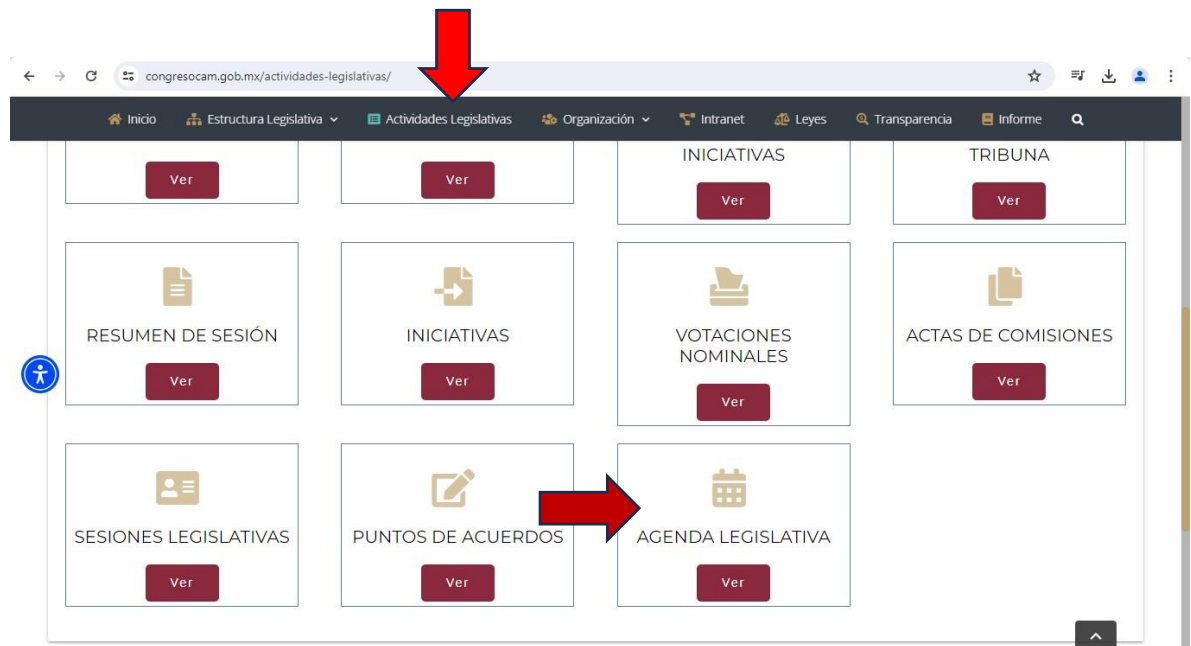 congresocam.gob.mx/actividades-legislativas/
Inicio Estructura Legislativa Actividades Legislativas Organización Intranet Leyes Transparencia Informe
INICIATIVAS
TRIBUNA
Ver
Ver
Ver
Ver
RESUMEN DE SESIÓN
Ver
INICIATIVAS
Ver
VOTACIONES
NOMINALES
Ver
ACTAS DE COMISIONES
Ver
SESIONES LEGISLATIVAS
Ver
PUNTOS DE ACUERDOS
Ver
AGENDA LEGISLATIVA
Ver